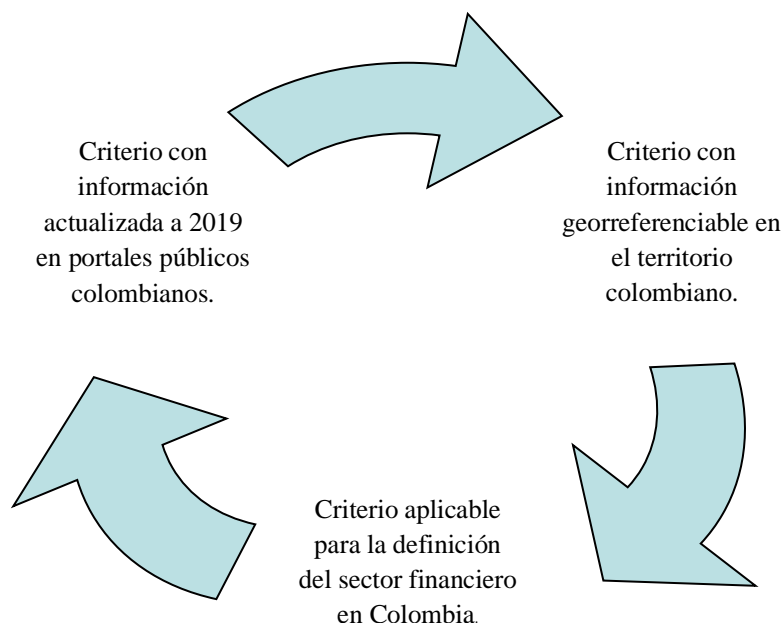 Criterio con
información
actualizada a 2019
en portales públicos
colombianos.
Criterio con
información
georreferenciable en
el territorio
colombiano.
Criterio aplicable
para la definición
del sector financiero
en Colombia.